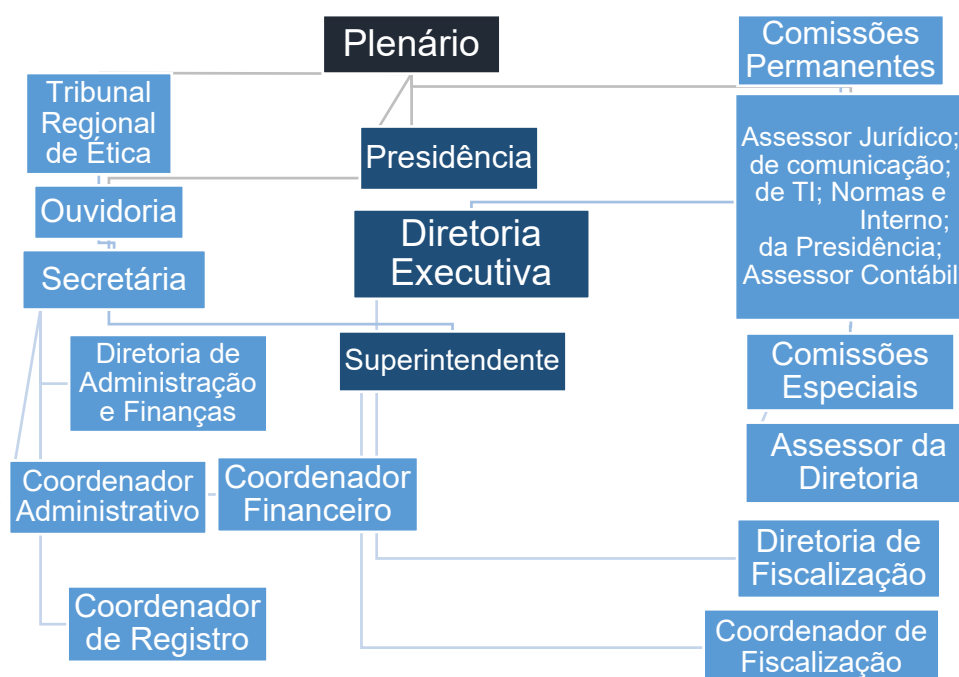 Plenário
Comissões
Permanentes
Tribunal
Regional
de Ética
Presidência
Assessor Jurídico;
de comunicação;
de TI; Normas e
Interno;
da Presidência;
Assessor Contábil
Ouvidoria
Diretoria
Executiva
Secretária
Superintendente
Diretoria de
Administração
e Finanças
Comissões
Especiais
Assessor da
Diretoria
Coordenador
Administrativo
Coordenador
Financeiro
Diretoria de
Fiscalização
Coordenador
de Registro
Coordenador de
Fiscalização